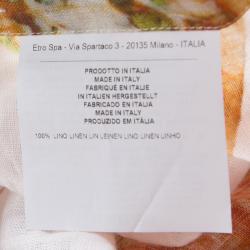 Etro Spa - Via Spartaco 3 - 20135 Milano - ITALIA
PRODOTTO IN ITALIA
MADE IN ITALY
FABRIQUÉ EN ITALIE
IN ITALIEN HERGESTELLT
FABRICADO EN ITALIA
MADE IN ITALY
PRODUZIDO EM ITÁLIA
100% LINO LINEN LIN LEINEN LINO LINEN LINHO